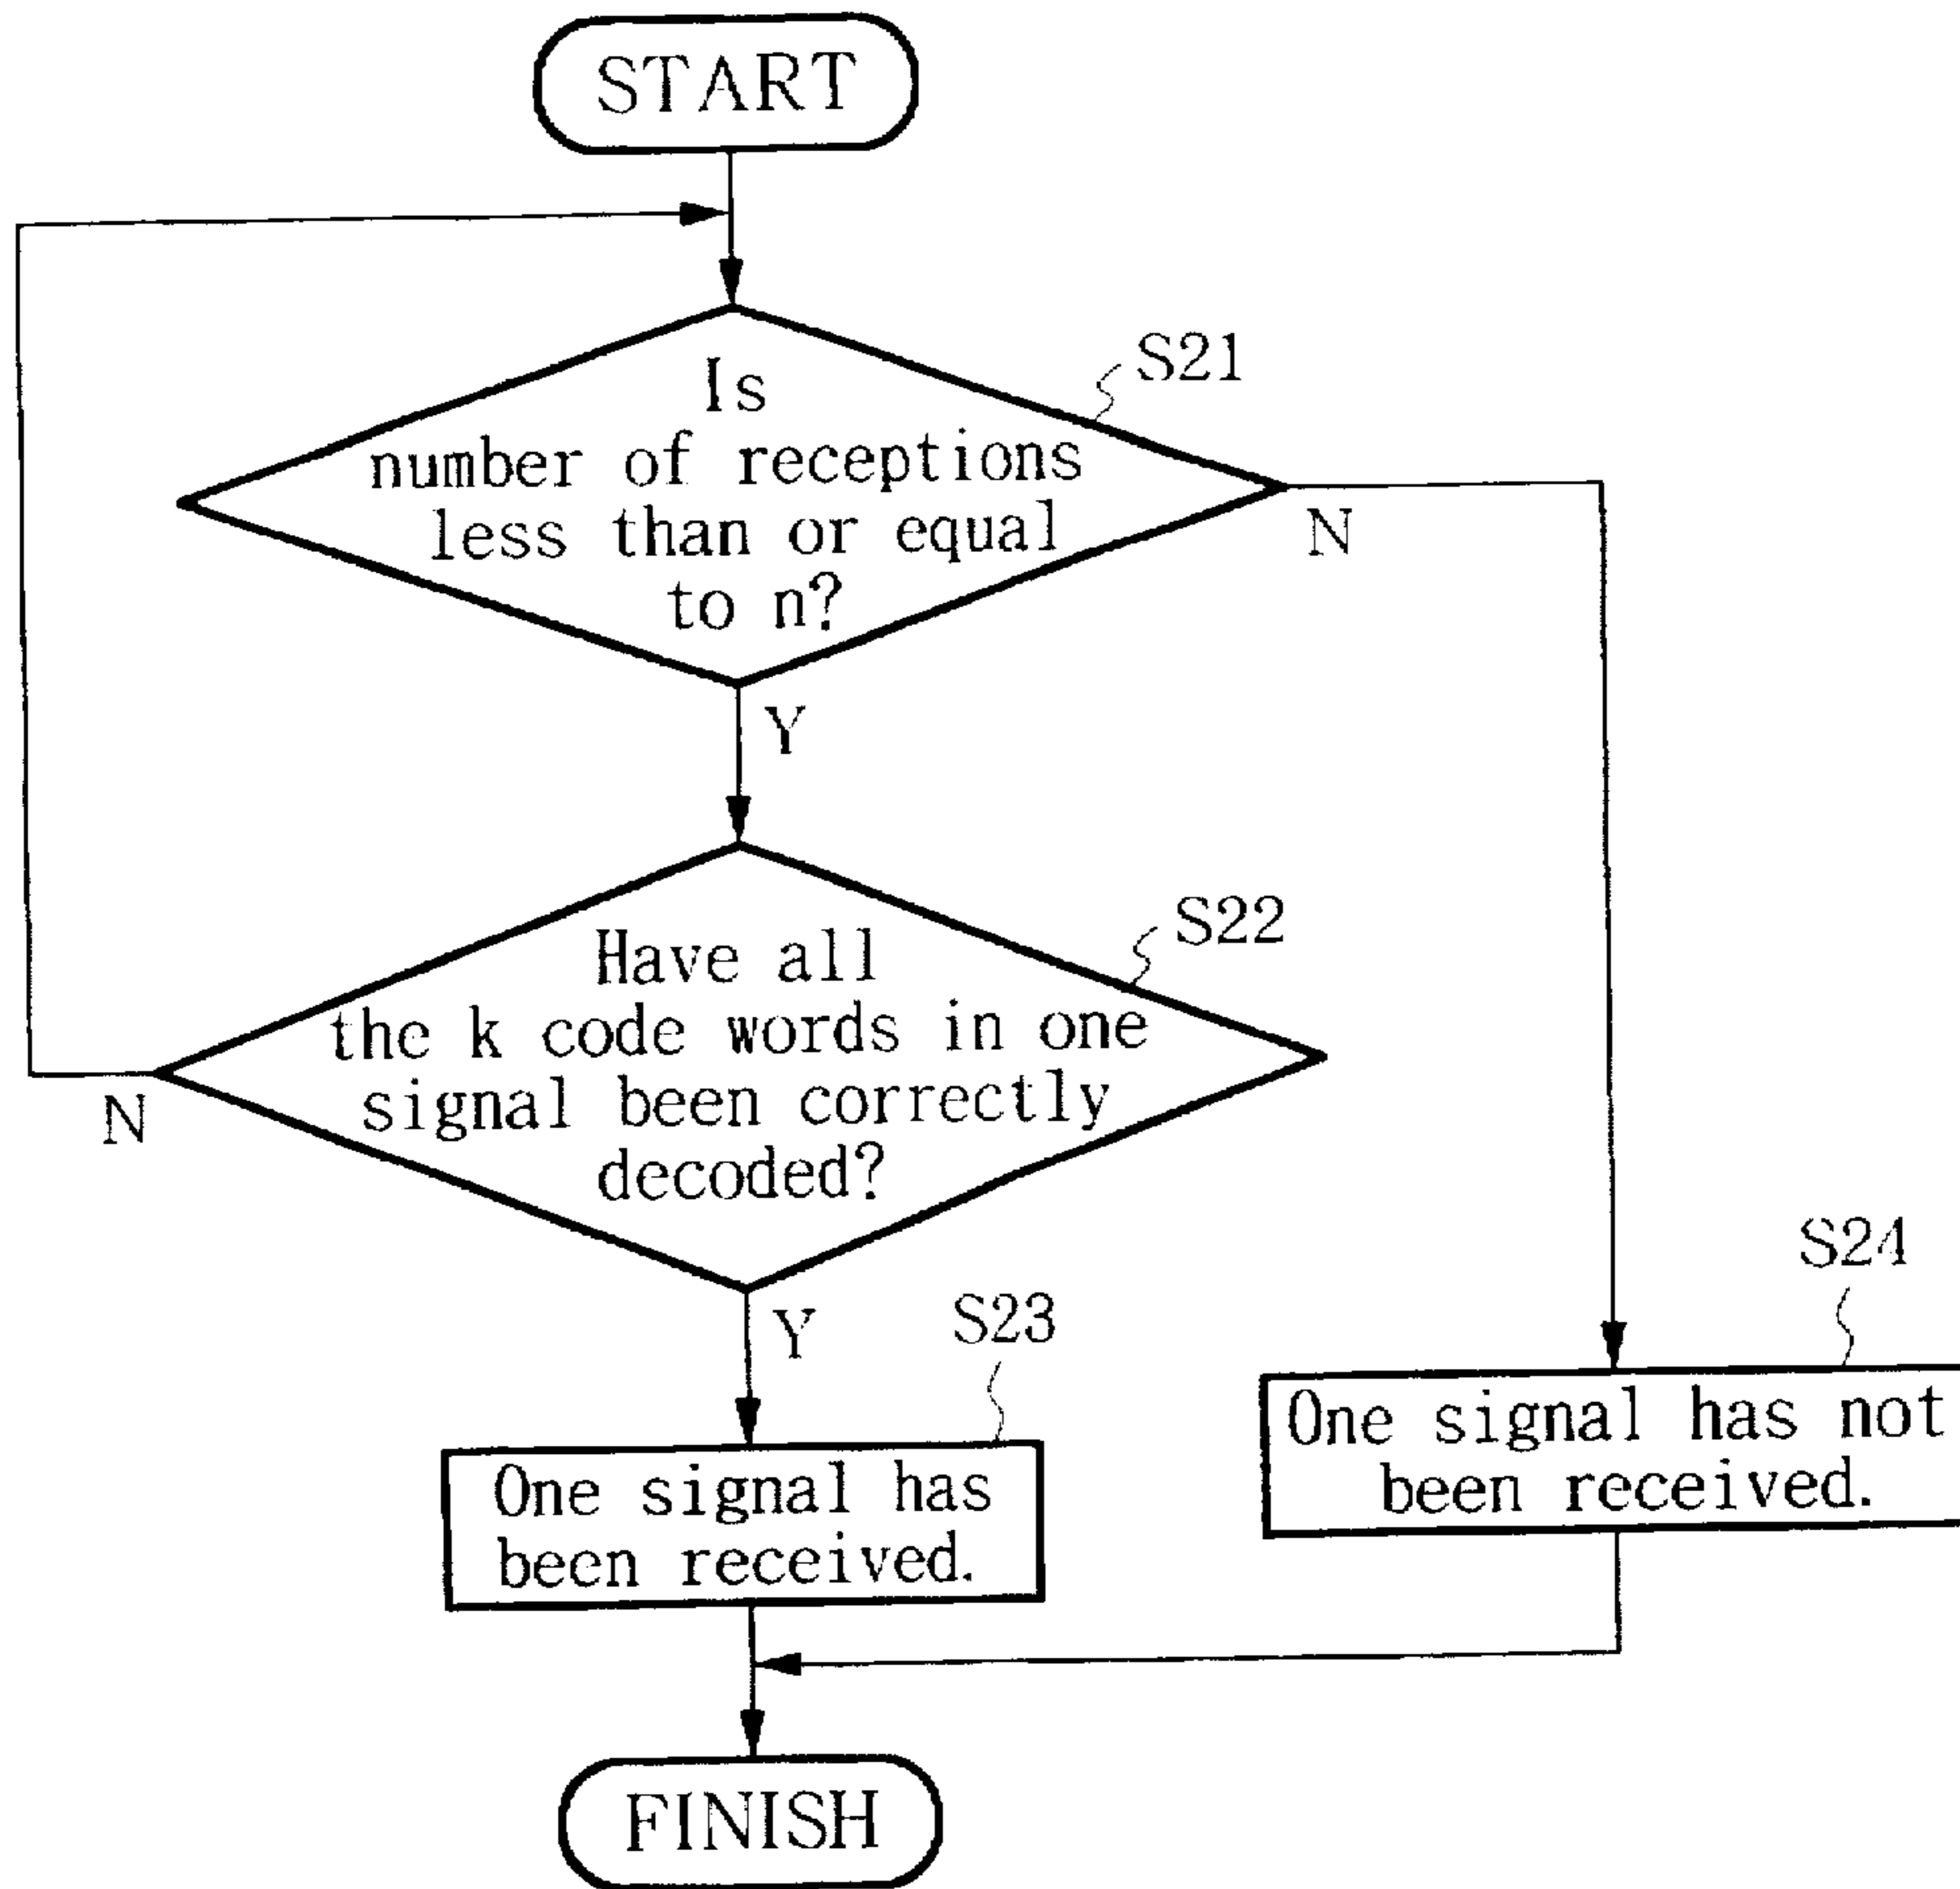 START
S21
Is
number of receptions
less than or equal
to n?
N
Y
S22
Have all
the k code words in one
signal been correctly
decoded?
N
Y
S23
One signal has
been received.
S24
One signal has not
been received.
FINISH